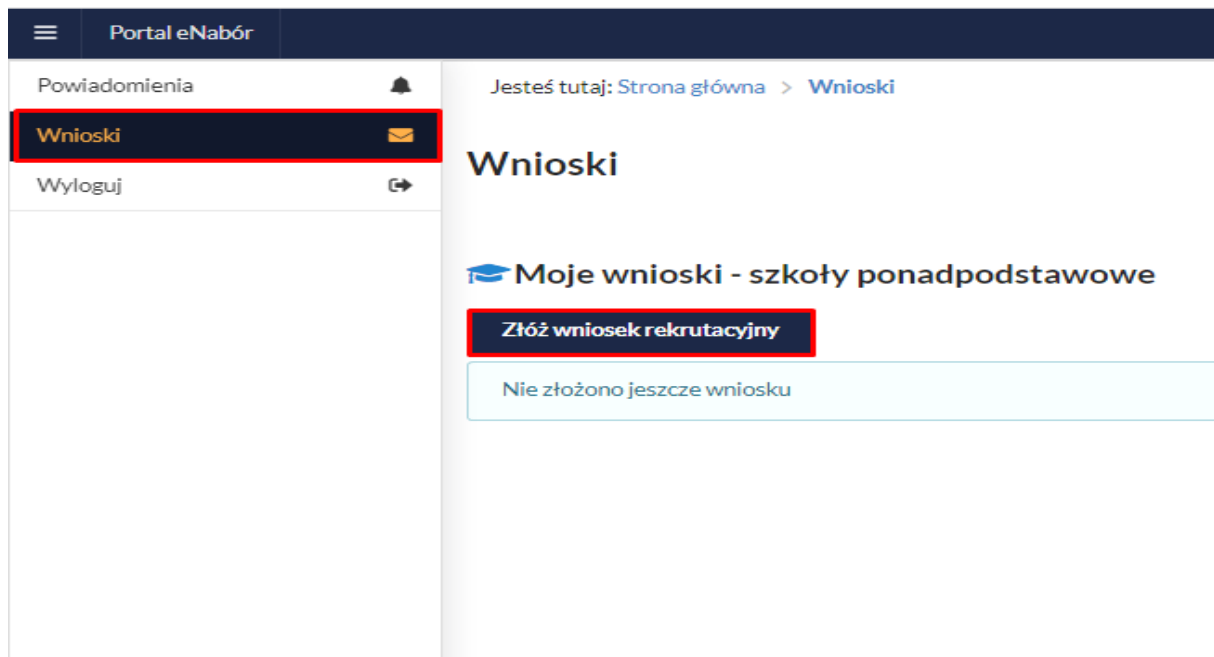 Portal eNabór
Powiadomienia
Wnioski
Wyloguj
Jesteś tutaj: Strona główna > Wnioski
Wnioski
Moje wnioski - szkoły ponadpodstawowe
Złóż wniosek rekrutacyjny
Nie złożono jeszcze wniosku